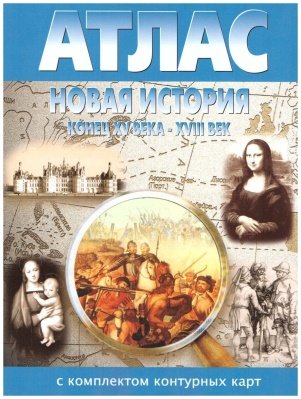 АТЛАС
НОВАЯ ИСТОРИЯ
КОНЕЦ XV ВЕКА - XVIII ВЕК
с комплектом контурных карт